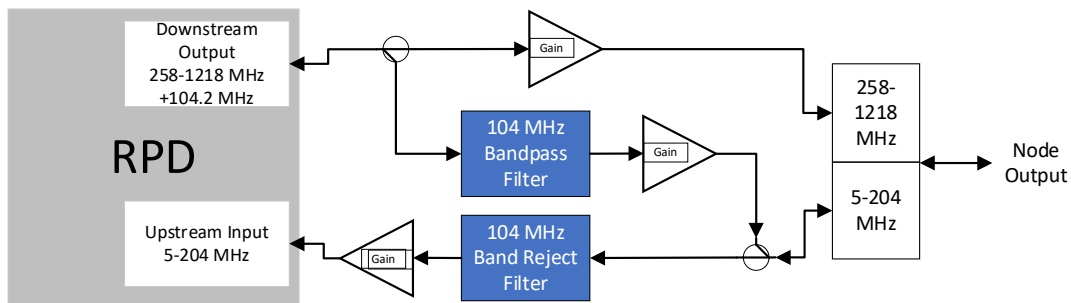 Downstream
Output
258-1218 MHz
+104.2 MHz
RPD
Upstream Input
5-204 MHz
Gain
104 MHz
Bandpass
Filter
Gain
104 MHz
Band Reject
Filter
Gain
258-
1218
MHz
5-204
MHz
Node
Output